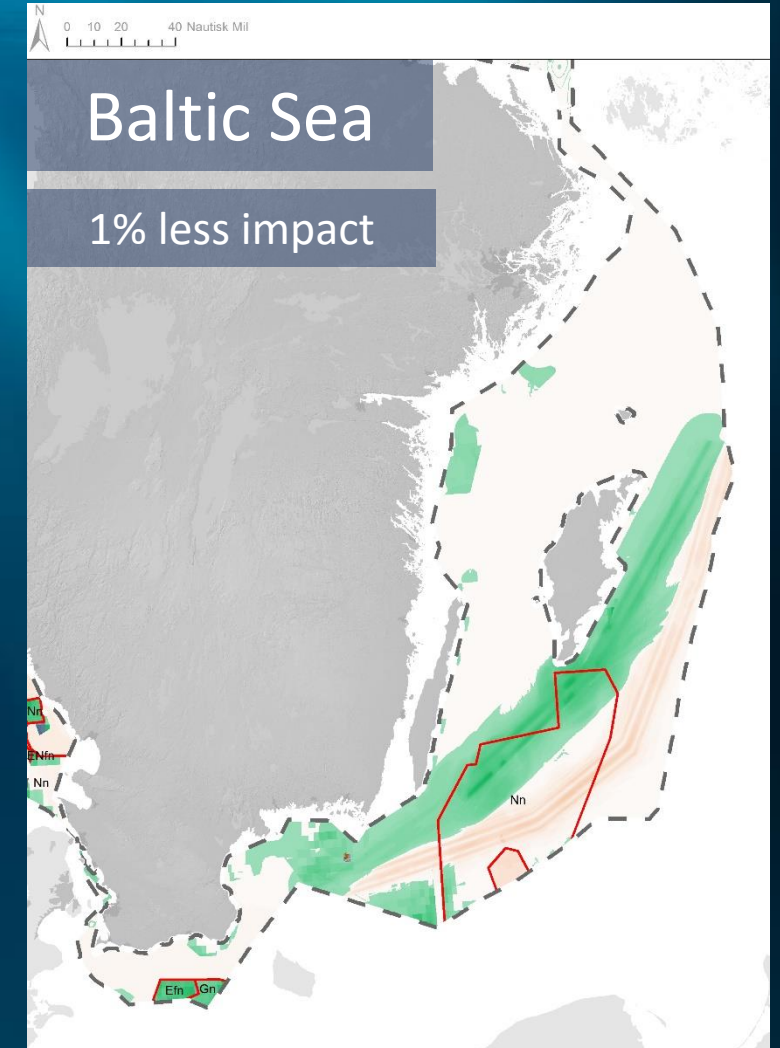 N
0 10 20 40 Nautisk Mil
Baltic Sea
1% less impact
Nn
ENfn
Nn
Nn
Efn Gn